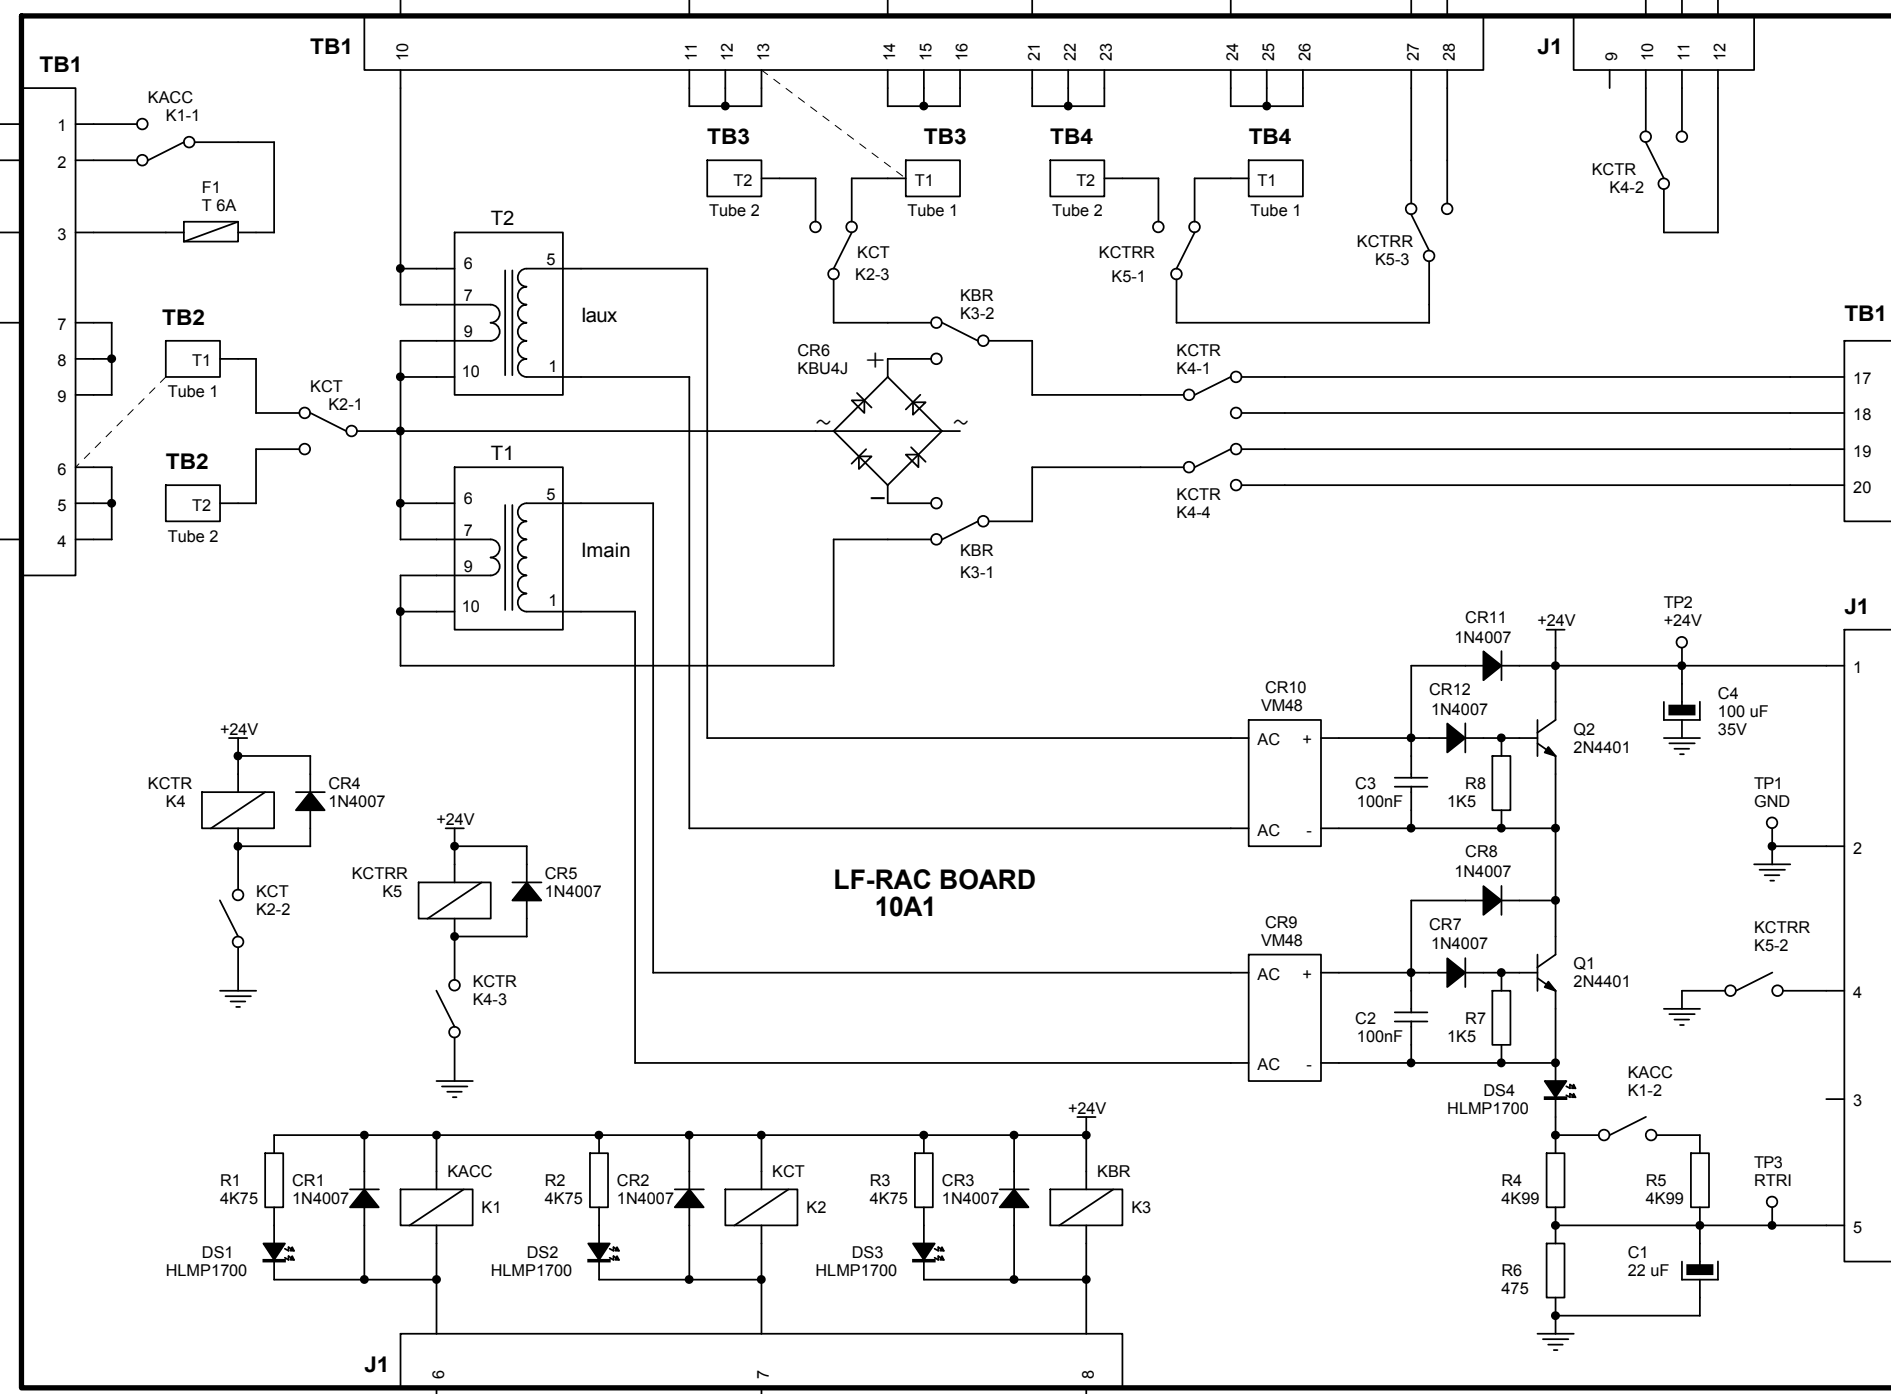 TB1
10
11
12
13
14
15
16
21
22
23
24
25
26
27
28
J1
9
10
11
12
TB1
1
2
3
7
8
9
6
5
4
KACC
K1-1
F1
T 6A
TB3
T2
Tube 2
TB3
T1
Tube 1
TB4
T2
Tube 2
TB4
T1
Tube 1
KCTR
K4-2
KCT
K2-3
KCTRR
K5-1
KCTRR
K5-3
TB2
T1
Tube 1
TB2
T2
Tube 2
KCT
K2-1
T2
6
7
9
10
5
1
Iaux
T1
6
7
9
10
5
1
Imain
KBR
K3-2
CR6
KBU4J
+
~
~
−
KBR
K3-1
KCTR
K4-1
KCTR
K4-4
TB1
17
18
19
20
KCTR
K4
+24V
CR4
1N4007
KCT
K2-2
KCTRR
K5
+24V
CR5
1N4007
KCTR
K4-3
LF-RAC BOARD
10A1
CR10
VM48
AC +
AC -
CR11
1N4007
CR12
1N4007
+24V
C3
100nF
R8
1K5
Q2
2N4401
TP2
+24V
C4
100 uF
35V
TP1
GND
CR9
VM48
AC +
AC -
CR8
1N4007
CR7
1N4007
C2
100nF
R7
1K5
Q1
2N4401
KCTRR
K5-2
J1
1
2
4
3
5
DS4
HLMP1700
KACC
K1-2
R4
4K99
R5
4K99
TP3
RTRI
R6
475
C1
22 uF
+24V
R1
4K75
CR1
1N4007
KACC
K1
DS1
HLMP1700
R2
4K75
CR2
1N4007
KCT
K2
DS2
HLMP1700
R3
4K75
CR3
1N4007
KBR
K3
DS3
HLMP1700
J1
6
7
8